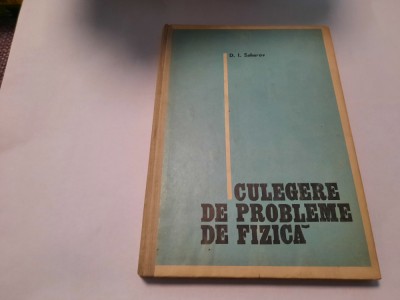 D. I. Saharov
CULEGERE
DE PROBLEME
DE FIZICĂ